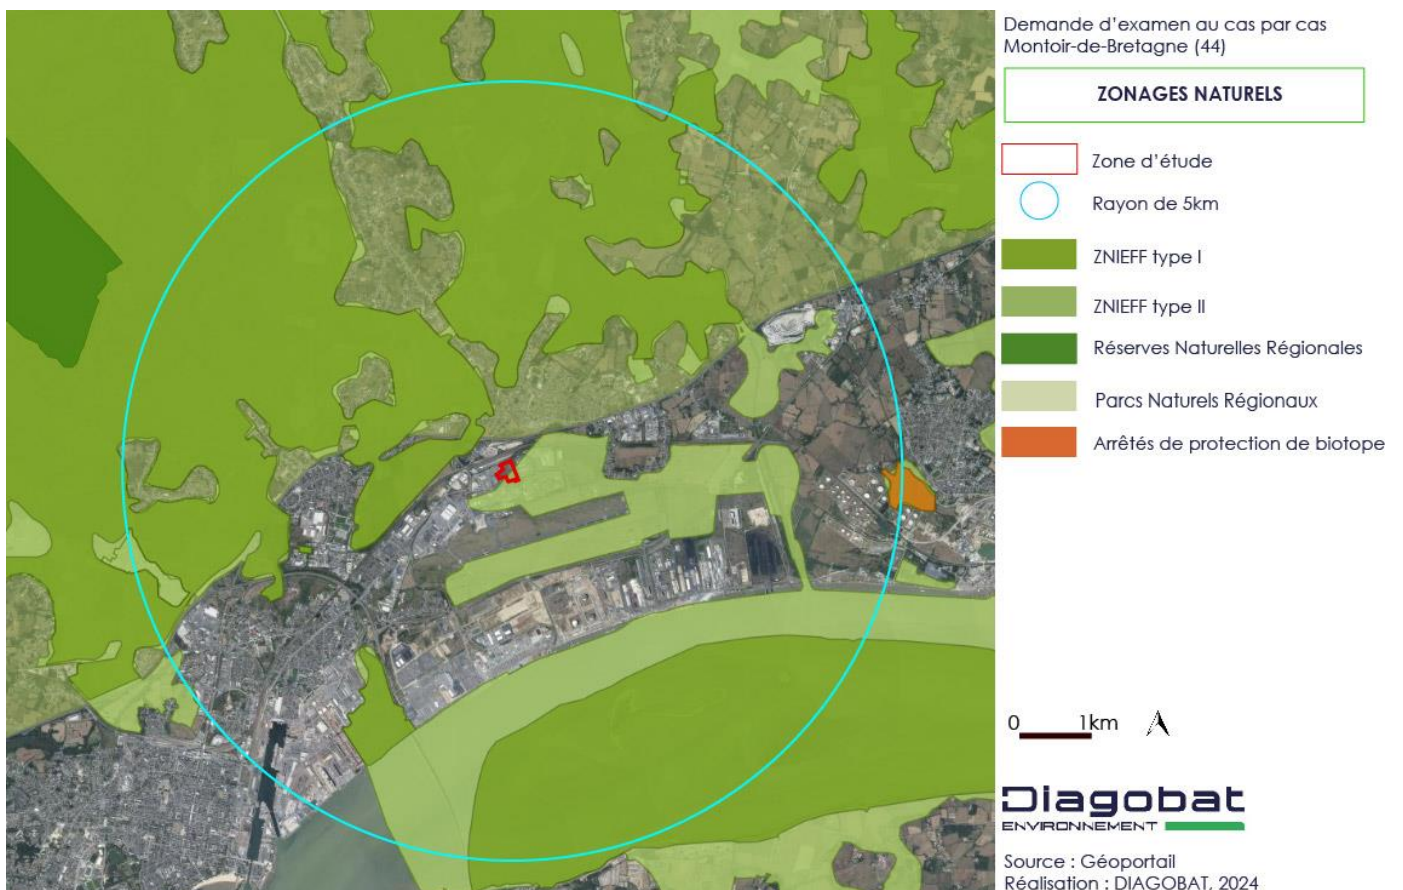 Demande d'examen au cas par cas
Montoir-de-Bretagne (44)
ZONAGES NATURELS
Zone d'étude
Rayon de 5km
ZNIEFF type I
ZNIEFF type II
Réserves Naturelles Régionales
Parcs Naturels Régionaux
Arrêtés de protection de biotope
0 1km
Diagobat
ENVIRONNEMENT
Source : Géoportail
Réalisation : DIAGOBAT, 2024